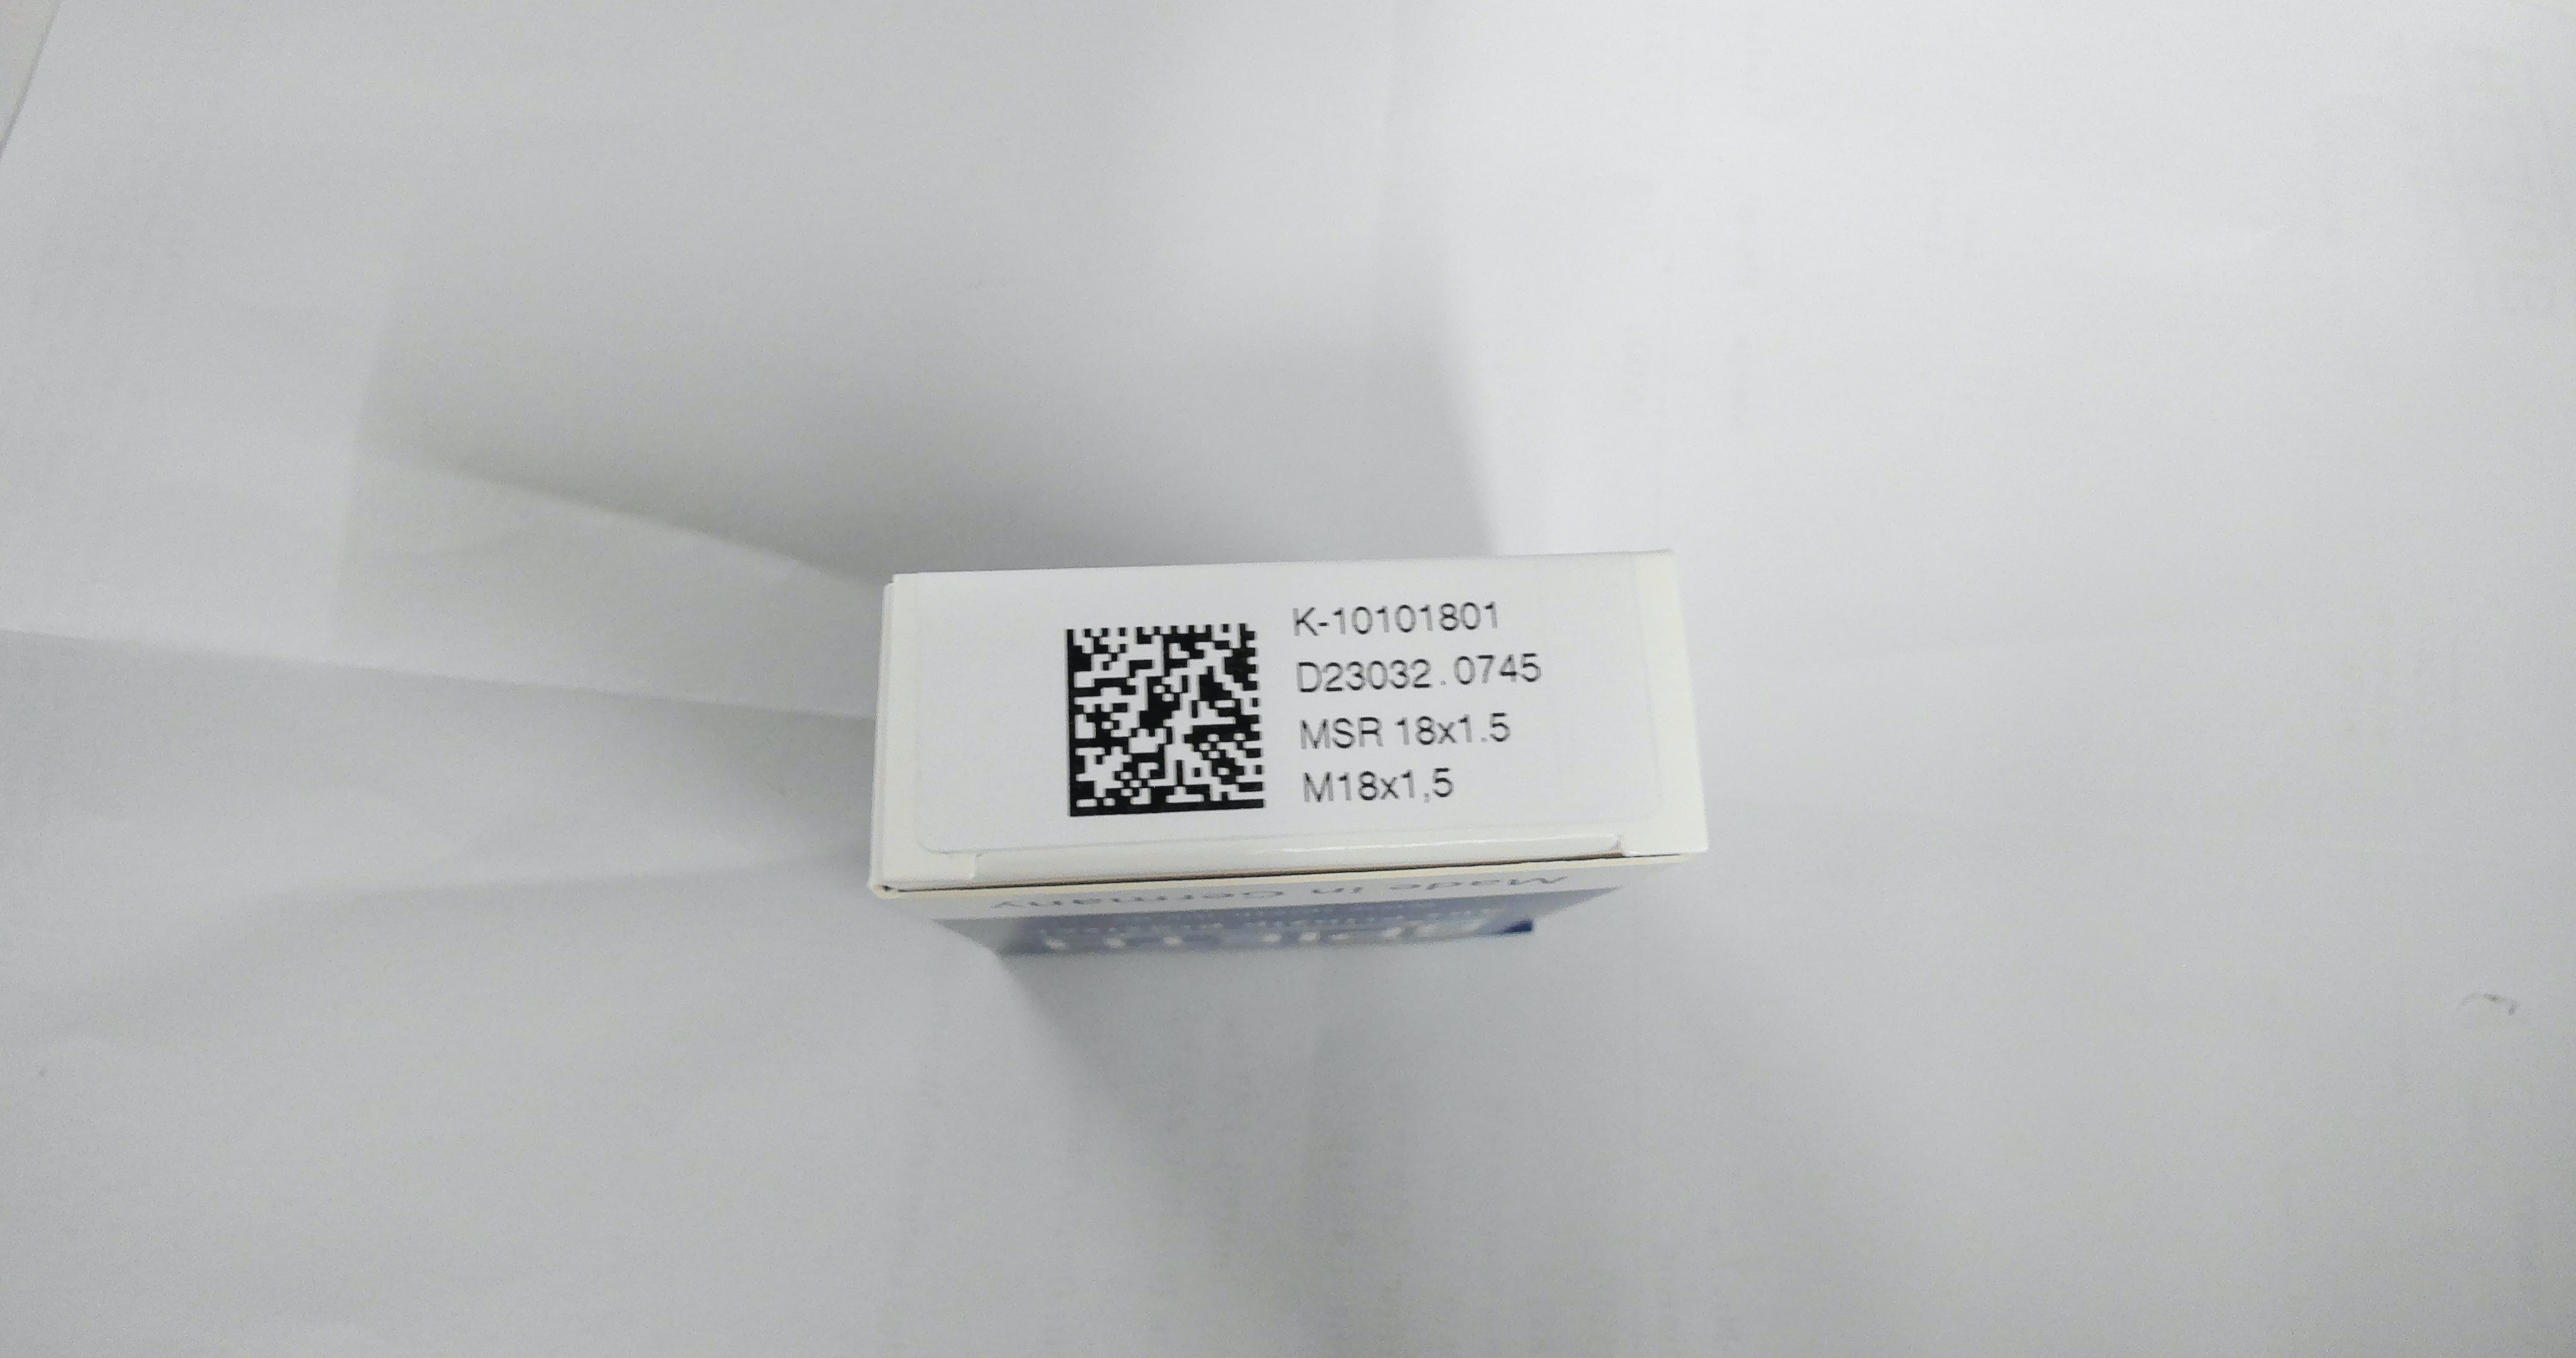 K-10101801
D23032.0745
MSR 18x1.5
M18x1,5
Made in Germany